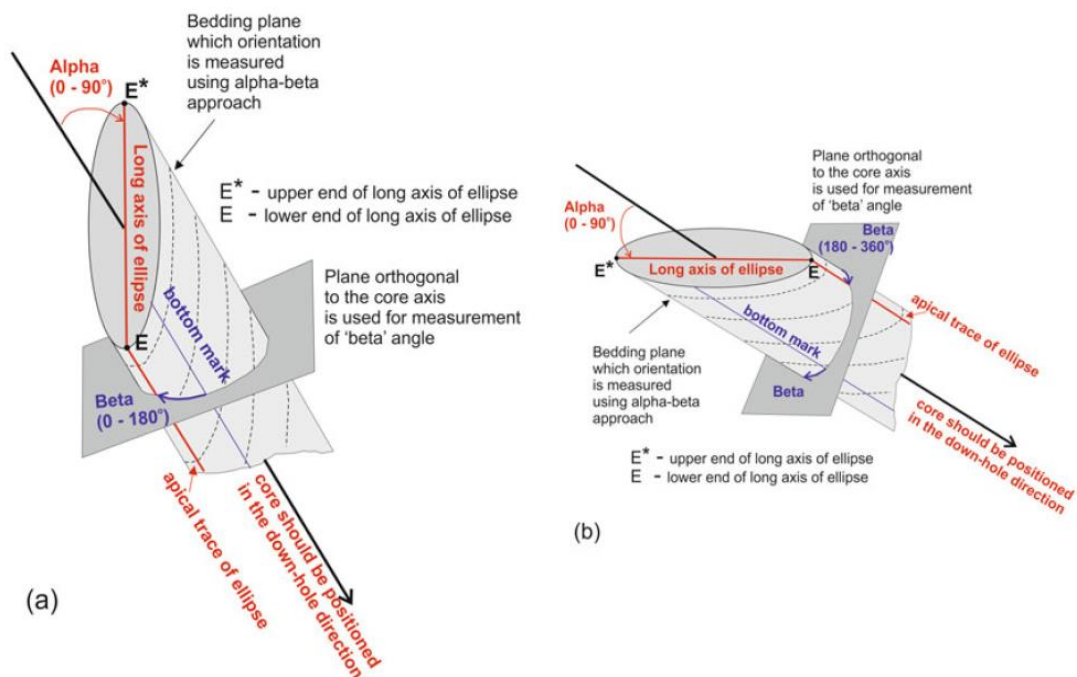 Bedding plane
which orientation
is measured
using alpha-beta
approach
Alpha
(0 - 90°)
E*
Long axis of ellipse
E* - upper end of long axis of ellipse
E - lower end of long axis of ellipse
Plane orthogonal
to the core axis
is used for measurement
of 'beta' angle
E
bottom mark
Beta
(0 - 180°)
apical trace of ellipse
core should be positioned
in the down-hole direction
(a)
Plane orthogonal
to the core axis
is used for measurement
of 'beta' angle
Alpha
(0 - 90°)
Beta
(180 - 360°)
E*
Long axis of ellipse
E
bottom mark
apical trace of ellipse
Bedding plane
which orientation
is measured
using alpha-beta
approach
Beta
core should be positioned
in the down-hole direction
E* - upper end of long axis of ellipse
E - lower end of long axis of ellipse
(b)